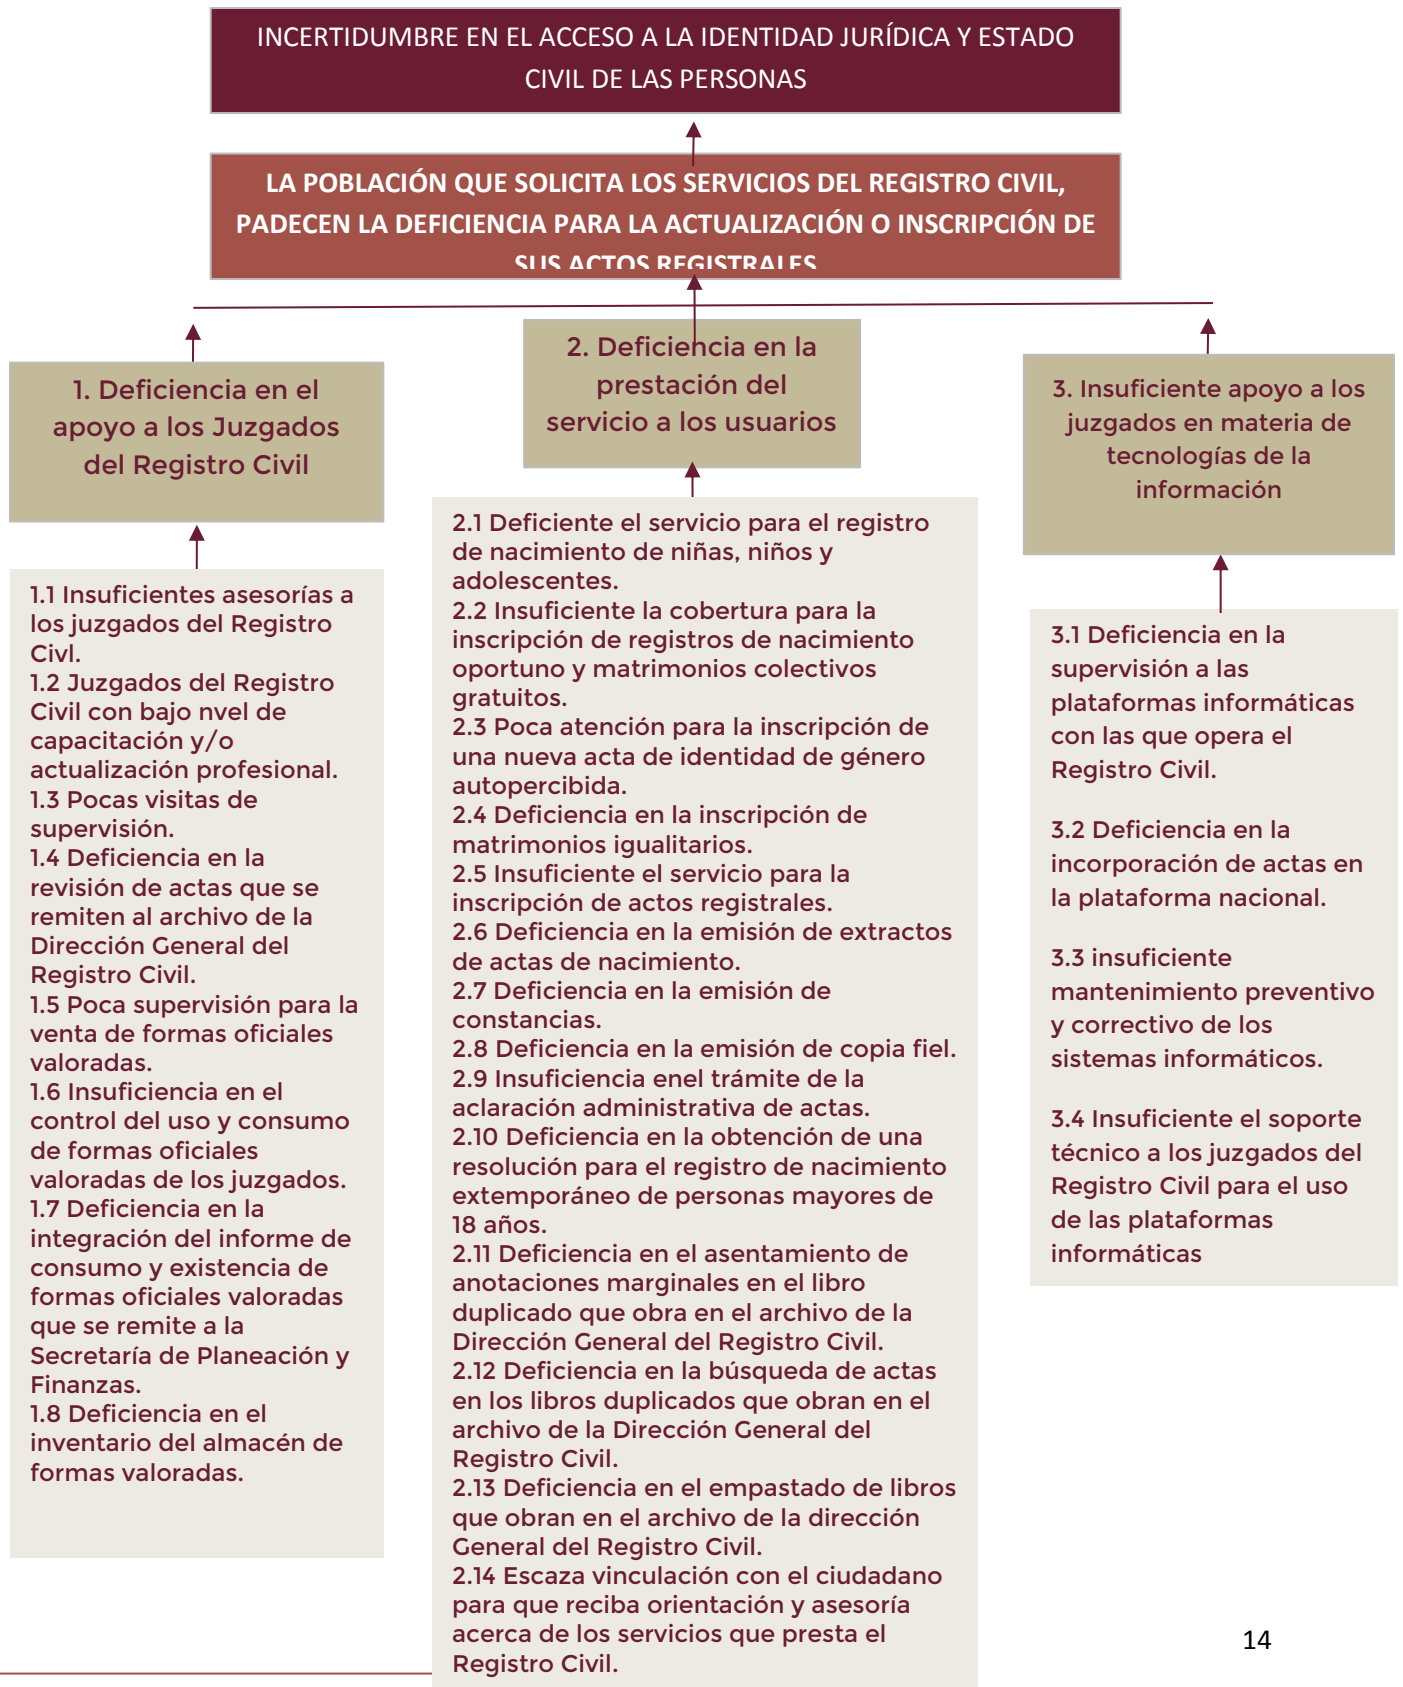 INCERTIDUMBRE EN EL ACCESO A LA IDENTIDAD JURÍDICA Y ESTADO
CIVIL DE LAS PERSONAS
LA POBLACIÓN QUE SOLICITA LOS SERVICIOS DEL REGISTRO CIVIL,
PADECEN LA DEFICIENCIA PARA LA ACTUALIZACIÓN O INSCRIPCIÓN DE
SUS ACTOS REGISTRALES
1. Deficiencia en el
apoyo a los Juzgados
del Registro Civil
1.1 Insuficientes asesorías a
los juzgados del Registro
Civl.
1.2 Juzgados del Registro
Civil con bajo nvel de
capacitación y/o
actualización profesional.
1.3 Pocas visitas de
supervisión.
1.4 Deficiencia en la
revisión de actas que se
remiten al archivo de la
Dirección General del
Registro Civil.
1.5 Poca supervisión para la
venta de formas oficiales
valoradas.
1.6 Insuficiencia en el
control del uso y consumo
de formas oficiales
valoradas de los juzgados.
1.7 Deficiencia en la
integración del informe de
consumo y existencia de
formas oficiales valoradas
que se remite a la
Secretaría de Planeación y
Finanzas.
1.8 Deficiencia en el
inventario del almacén de
formas valoradas.
2. Deficiencia en la
prestación del
servicio a los usuarios
2.1 Deficiente el servicio para el registro
de nacimiento de niñas, niños y
adolescentes.
2.2 Insuficiente la cobertura para la
inscripción de registros de nacimiento
oportuno y matrimonios colectivos
gratuitos.
2.3 Poca atención para la inscripción de
una nueva acta de identidad de género
autopercibida.
2.4 Deficiencia en la inscripción de
matrimonios igualitarios.
2.5 Insuficiente el servicio para la
inscripción de actos registrales.
2.6 Deficiencia en la emisión de extractos
de actas de nacimiento.
2.7 Deficiencia en la emisión de
constancias.
2.8 Deficiencia en la emisión de copia fiel.
2.9 Insuficiencia enel trámite de la
aclaración administrativa de actas.
2.10 Deficiencia en la obtención de una
resolución para el registro de nacimiento
extemporáneo de personas mayores de
18 años.
2.11 Deficiencia en el asentamiento de
anotaciones marginales en el libro
duplicado que obra en el archivo de la
Dirección General del Registro Civil.
2.12 Deficiencia en la búsqueda de actas
en los libros duplicados que obran en el
archivo de la Dirección General del
Registro Civil.
2.13 Deficiencia en el empastado de libros
que obran en el archivo de la dirección
General del Registro Civil.
2.14 Escaza vinculación con el ciudadano
para que reciba orientación y asesoría
acerca de los servicios que presta el
Registro Civil.
3. Insuficiente apoyo a los
juzgados en materia de
tecnologías de la
información
3.1 Deficiencia en la
supervisión a las
plataformas informáticas
con las que opera el
Registro Civil.
3.2 Deficiencia en la
incorporación de actas en
la plataforma nacional.
3.3 insuficiente
mantenimiento preventivo
y correctivo de los
sistemas informáticos.
3.4 Insuficiente el soporte
técnico a los juzgados del
Registro Civil para el uso
de las plataformas
informáticas
14